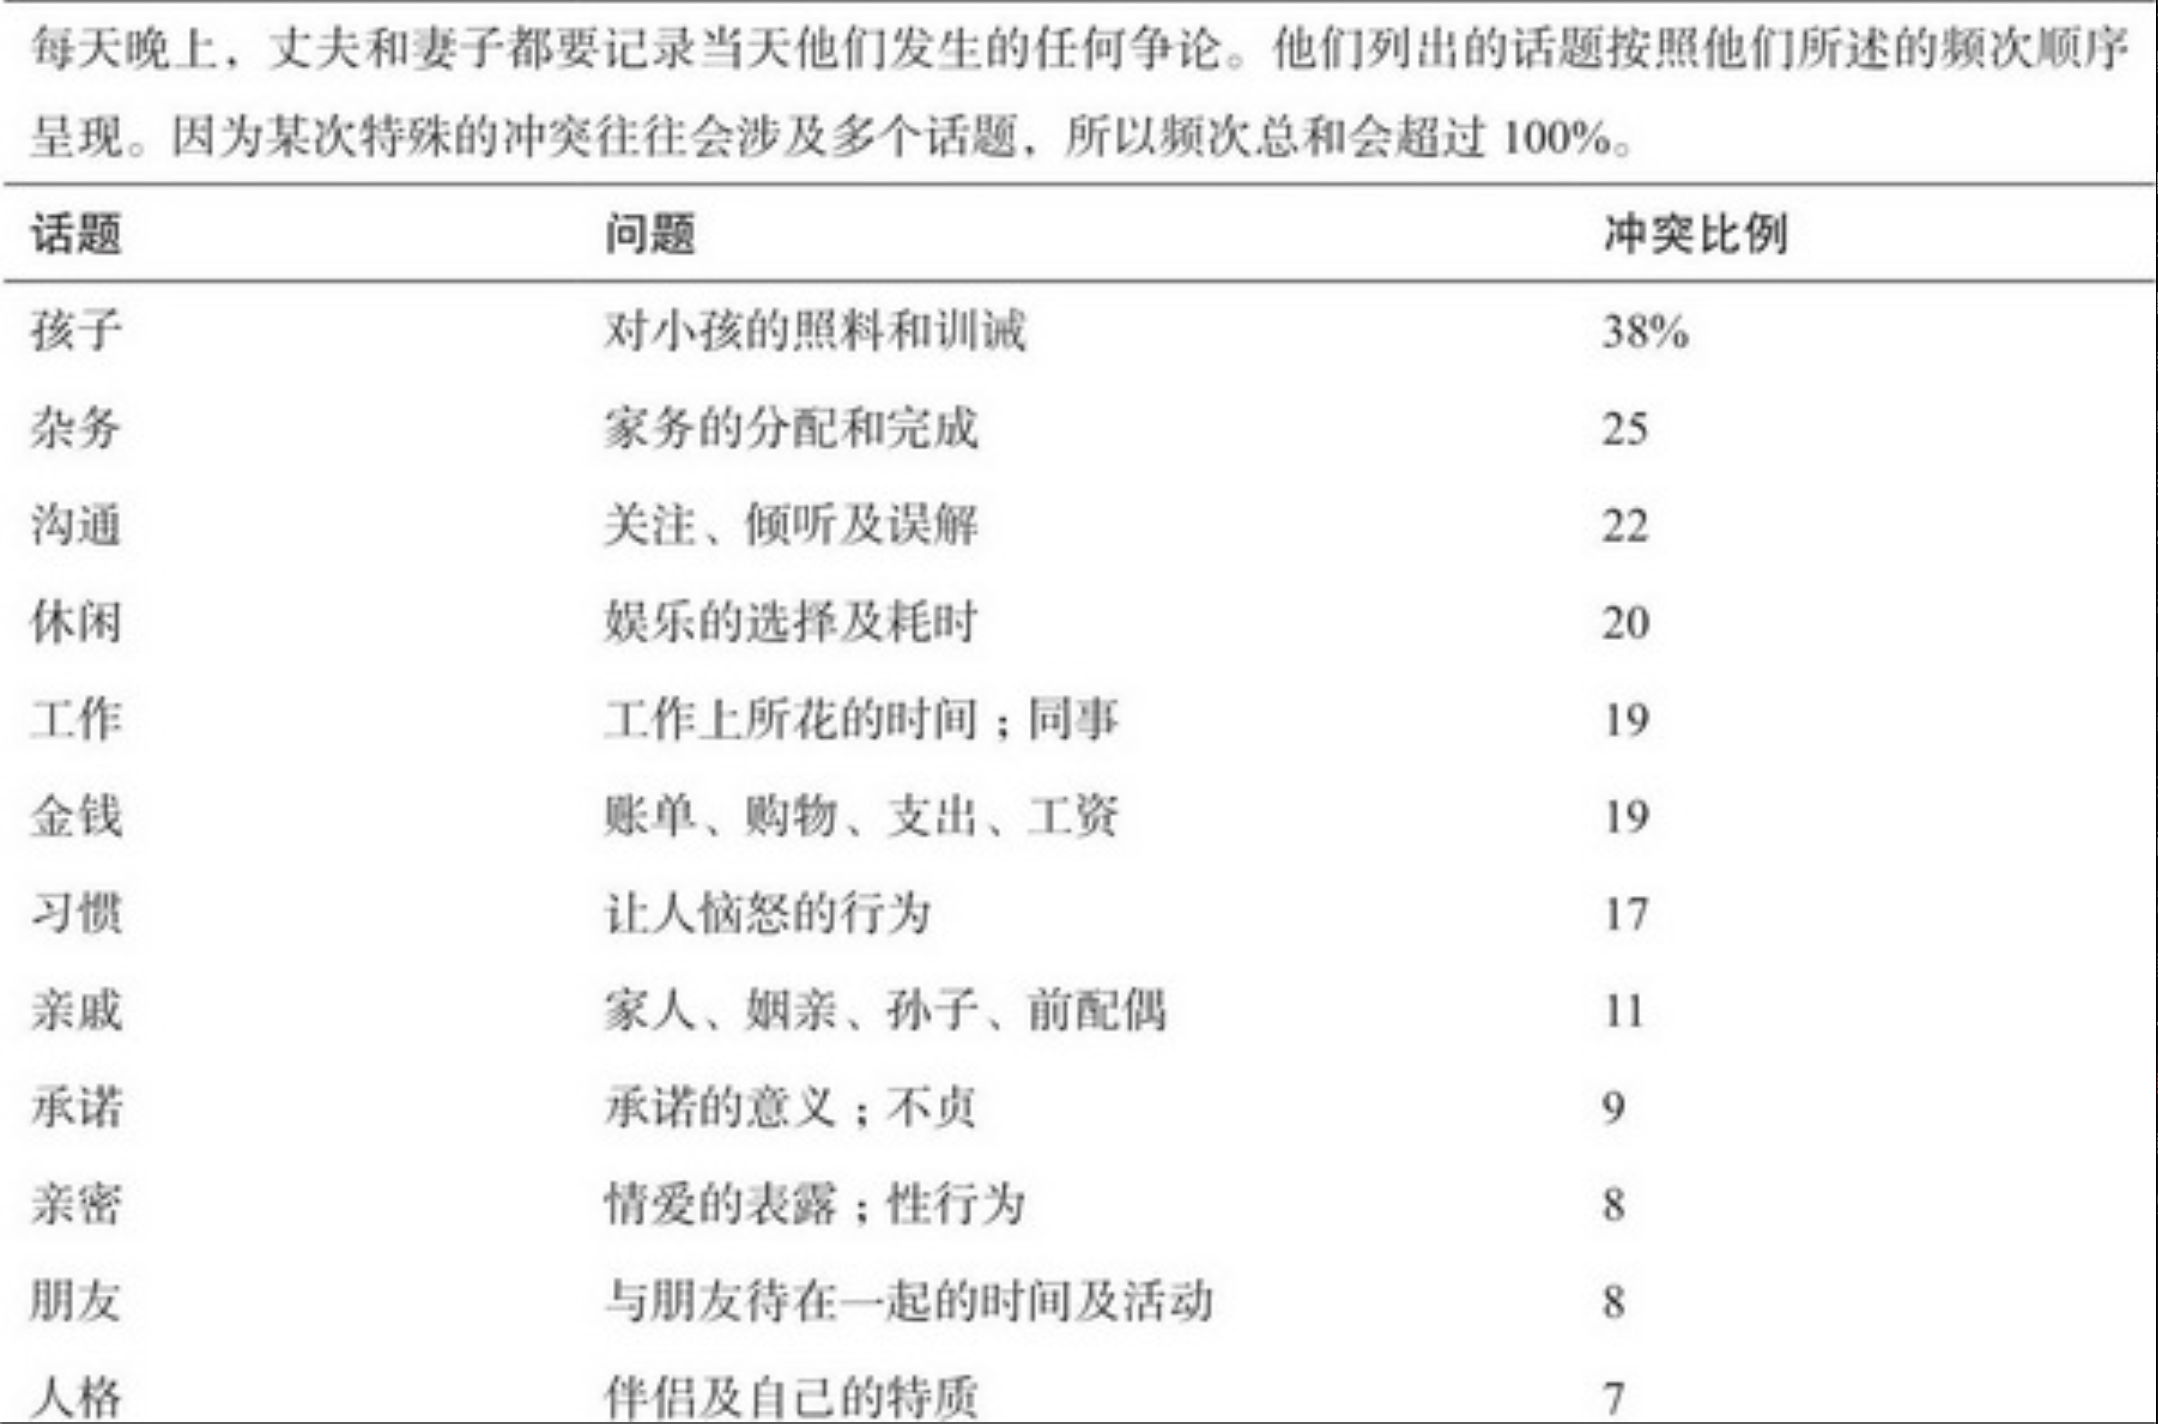 每天晚上，丈夫和妻子都要记录当天他们发生的任何争论。他们列出的话题按照他们所述的频次顺序
呈现。因为某次特殊的冲突往往会涉及多个话题，所以频次总和会超过 100%。
话题 问题 冲突比例
孩子 对小孩的照料和训诫 38%
杂务 家务的分配和完成 25
沟通 关注、倾听及误解 22
休闲 娱乐的选择及耗时 20
工作 工作上所花的时间；同事 19
金钱 账单、购物、支出、工资 19
习惯 让人恼怒的行为 17
亲戚 家人、姻亲、孙子、前配偶 11
承诺 承诺的意义；不贞 9
亲密 情爱的表露；性行为 8
朋友 与朋友待在一起的时间及活动 8
人格 伴侣及自己的特质 7